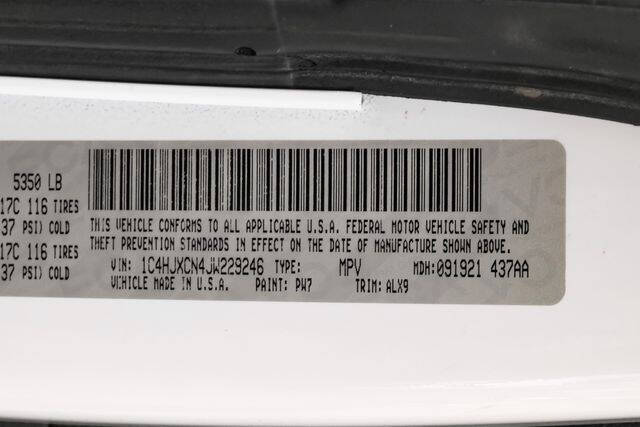 5350 LB
17C 116 TIRES
37 PSI) COLD
17C 116 TIRES
37 PSI) COLD
THIS VEHICLE CONFORMS TO ALL APPLICABLE U.S.A. FEDERAL MOTOR VEHICLE SAFETY AND
THEFT PREVENTION STANDARDS IN EFFECT ON THE DATE OF MANUFACTURE SHOWN ABOVE.
VIN: 1C4HJXCN4JW229246 TYPE: MPV MDH:091921 437AA
VEHICLE MADE IN U.S.A. PAINT: PW7 TRIM: ALX9